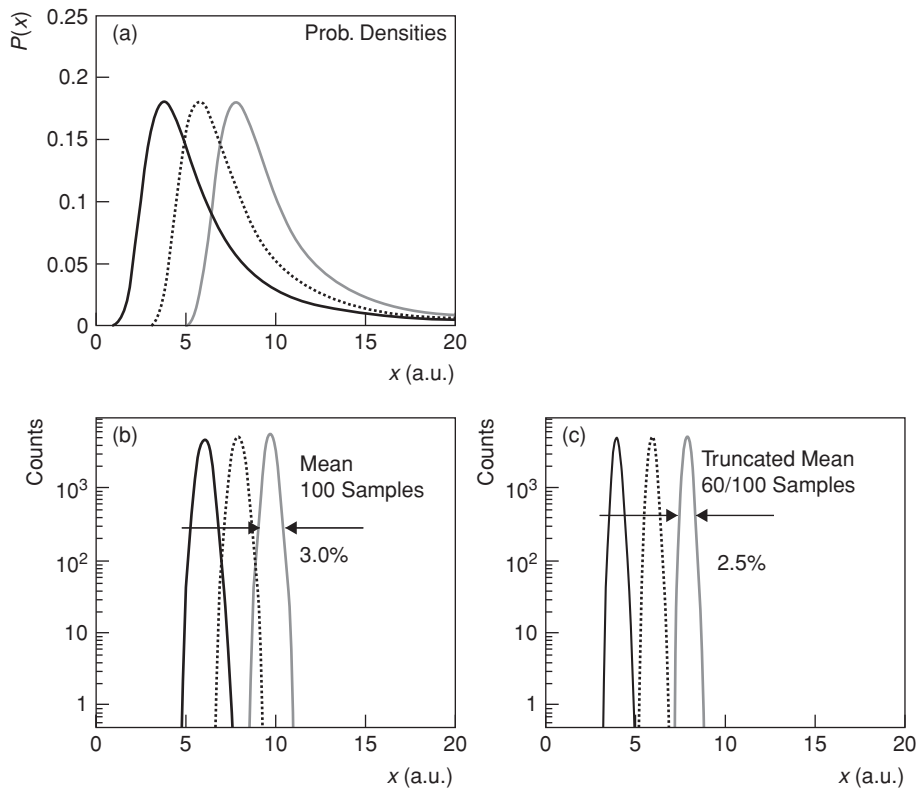 P(x)
0.25
0.2
0.15
0.1
0.05
0
(a)
Prob. Densities
0 5 10 15 20
x (a.u.)
Counts
10³
10²
10
1
(b)
Mean
100 Samples
3.0%
0 5 10 15 20
x (a.u.)
Counts
10³
10²
10
1
(c)
Truncated Mean
60/100 Samples
2.5%
0 5 10 15 20
x (a.u.)